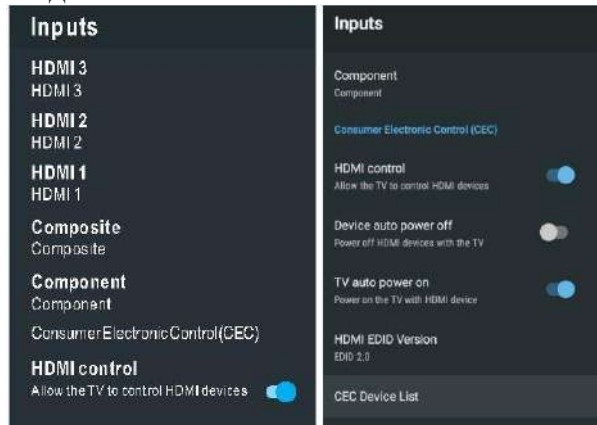 Inputs
HDMI 3
HDMI 3
HDMI 2
HDMI 2
HDMI 1
HDMI 1
Composite
Composite
Component
Component
ConsumerElectronicControl(CEC)
HDMI control
Allow the TV to control HDMI devices
Inputs
Component
Component
Consumer Electronic Control (CEC)
HDMI control
Allow the TV to control HDMI devices
Device auto power off
Power off HDMI devices with the TV
TV auto power on
Power on the TV with HDMI device
HDMI EDID Version
EDID 2.0
CEC Device List